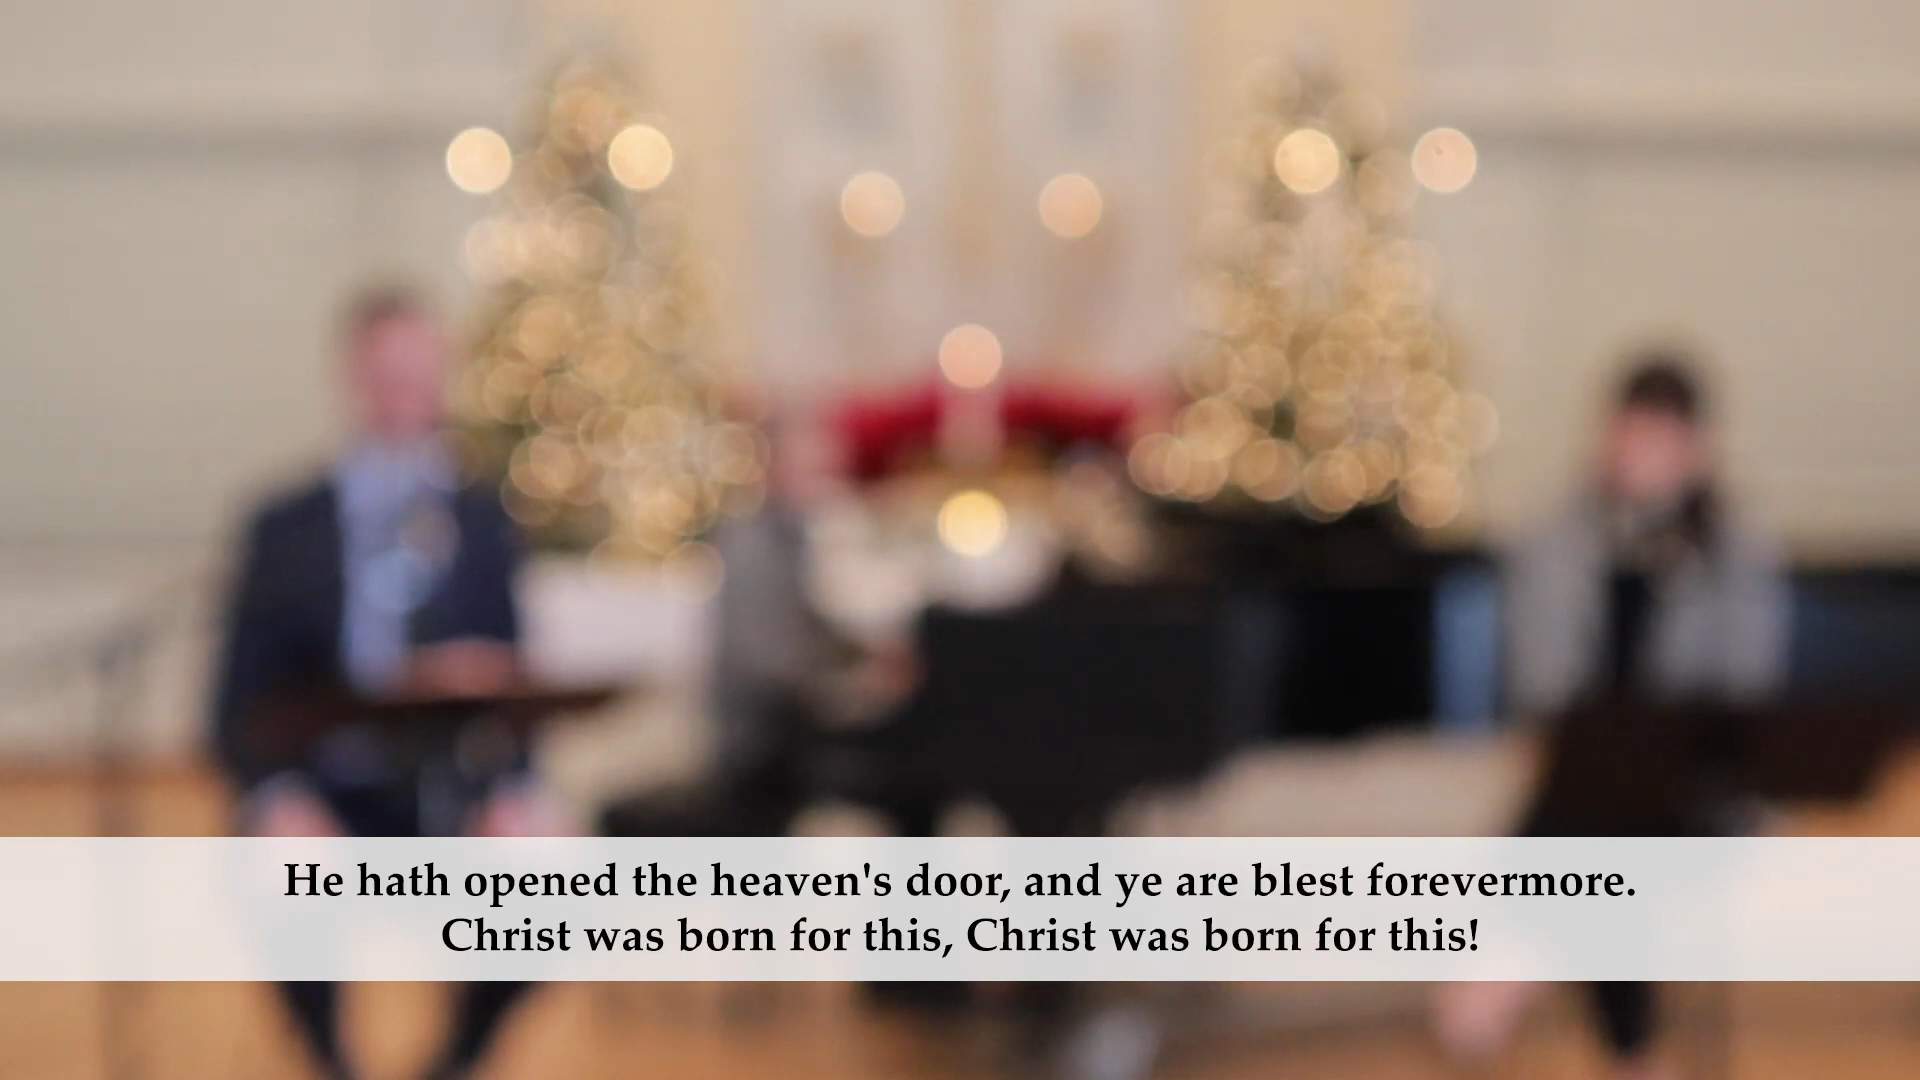 He hath opened the heaven's door, and ye are blest forevermore.
Christ was born for this, Christ was born for this!